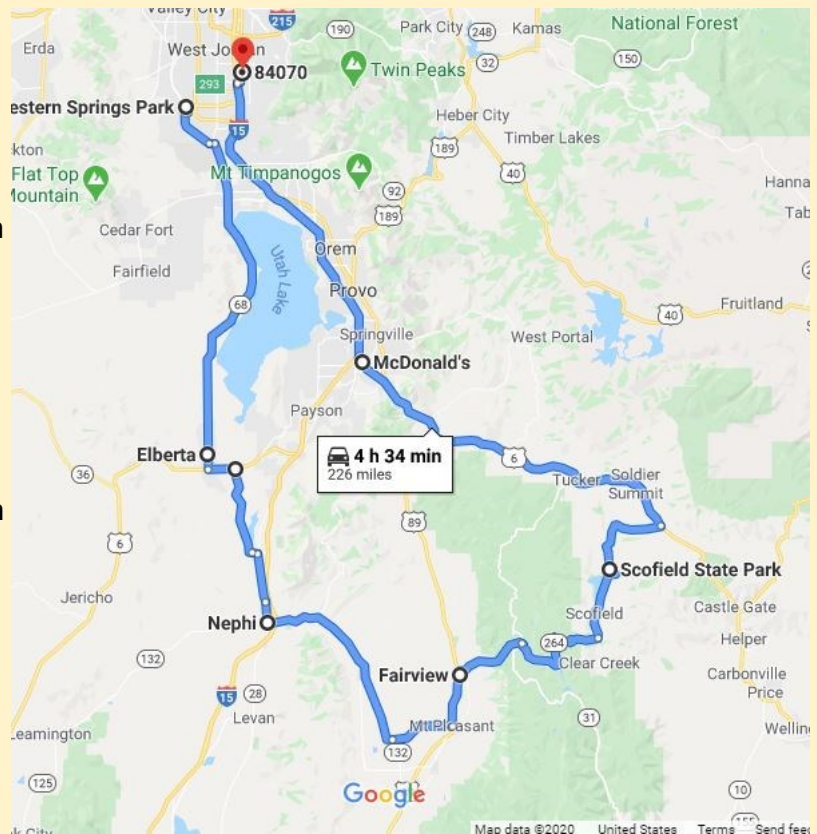 Valley City
215
190
Park City
248
Kamas
National Forest
Erda
West Jo
84070
Twin Peaks
32
150
293
estern Springs Park
15
Heber City
Timber Lakes
ckton
Mt Timpanogos
189
40
Flat Top
Mountain
92
189
Hanna
Tab
Cedar Fort
Orem
Fairfield
Utah Lake
Provo
68
Fruitland
40
Springville
West Portal
McDonald's
Payson
Elberta
4 h 34 min
226 miles
36
6
Tucker
Soldier
Summit
6
89
Scofield State Park
Jericho
Castle Gate
Nephi
Scofield
Helper
132
264
Clear Creek
Fairview
Carbonville
15
28
Price
Levan
31
Leamington
Mt Pleasant
Wellin
132
125
10
Google
k City
Map data ©2020 United States Terms Send feed